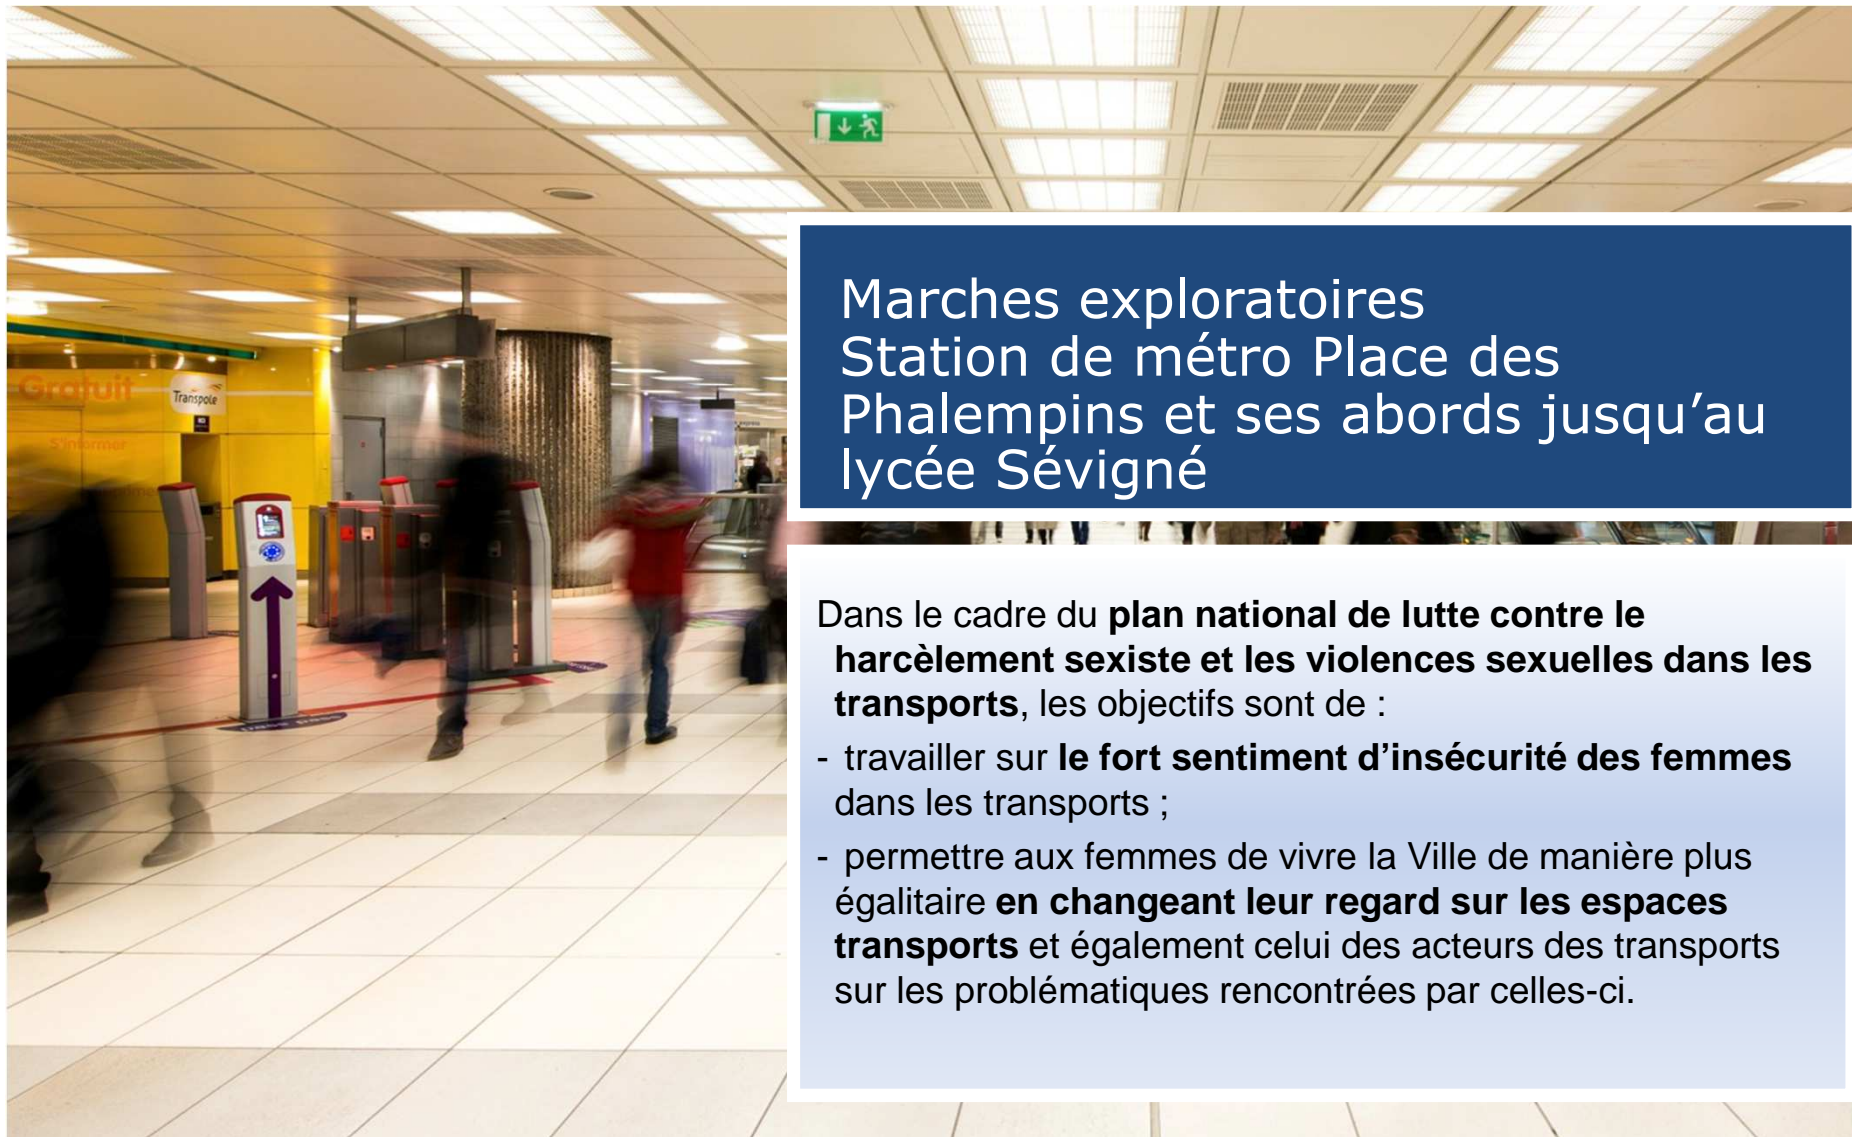 Gratuit
Transpole
S'informer
Marches exploratoires
Station de métro Place des
Phalempins et ses abords jusqu’au
lycée Sévigné
Dans le cadre du plan national de lutte contre le
harcèlement sexiste et les violences sexuelles dans les
transports, les objectifs sont de :
- travailler sur le fort sentiment d’insécurité des femmes
dans les transports ;
- permettre aux femmes de vivre la Ville de manière plus
égalitaire en changeant leur regard sur les espaces
transports et également celui des acteurs des transports
sur les problématiques rencontrées par celles-ci.